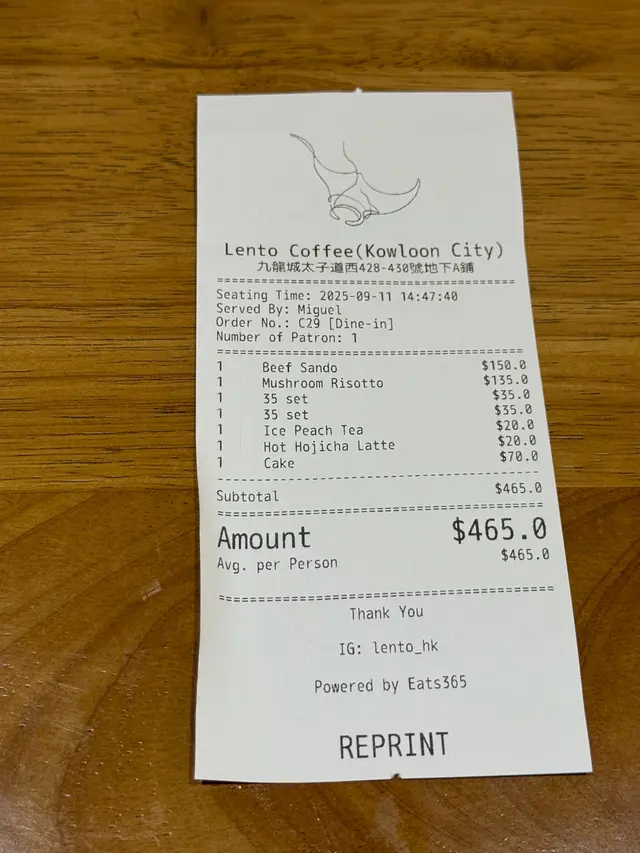 Lento Coffee(Kowloon City)
九龍城太子道西428-430號地下A鋪
Seating Time: 2025-09-11 14:47:40
Served By: Miguel
Order No.: C29 [Dine-in]
Number of Patron: 1
1 Beef Sando $150.0
1 Mushroom Risotto $135.0
1 35 set $35.0
1 35 set $35.0
1 Ice Peach Tea $20.0
1 Hot Hojicha Latte $20.0
1 Cake $70.0
Subtotal $465.0
Amount $465.0
Avg. per Person $465.0
Thank You
IG: lento_hk
Powered by Eats365
REPRINT